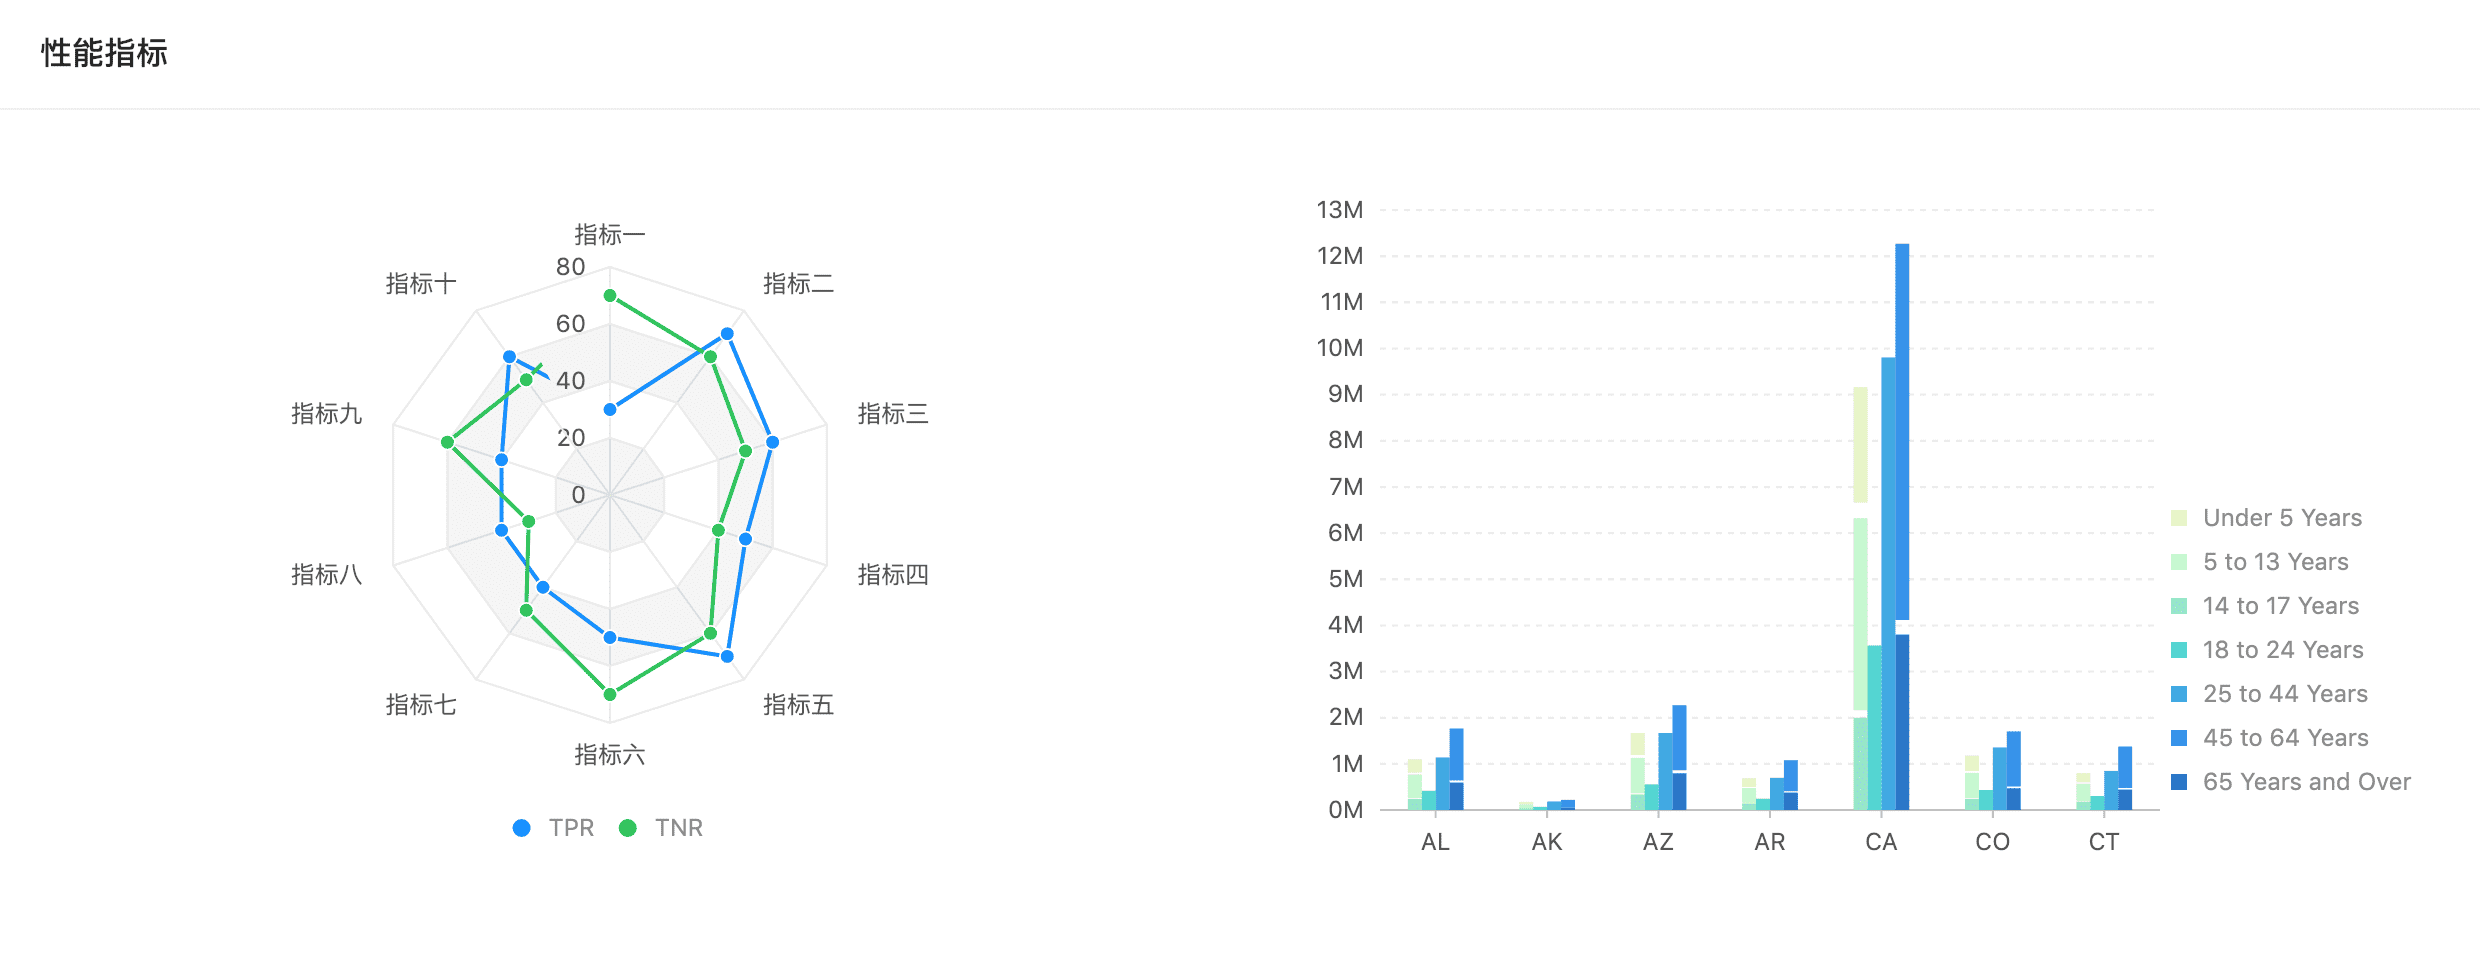 性能指标
指标一
指标二
指标三
指标四
指标五
指标六
指标七
指标八
指标九
指标十
80
60
40
20
0
TPR
TNR
13M
12M
11M
10M
9M
8M
7M
6M
5M
4M
3M
2M
1M
0M
AL
AK
AZ
AR
CA
CO
CT
Under 5 Years
5 to 13 Years
14 to 17 Years
18 to 24 Years
25 to 44 Years
45 to 64 Years
65 Years and Over